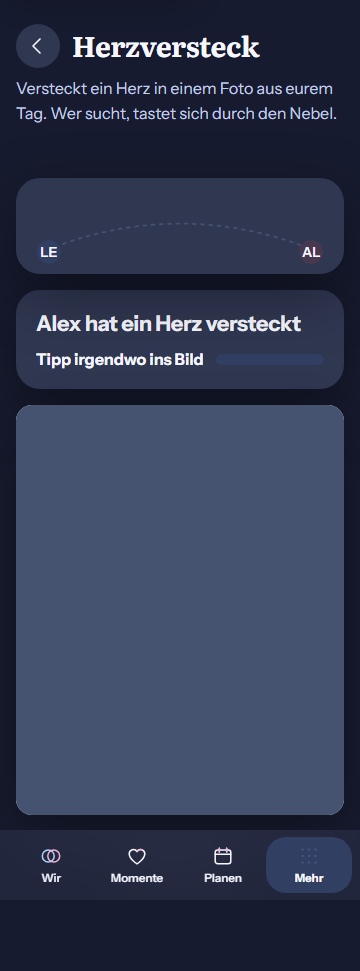 Herzversteck
Versteckt ein Herz in einem Foto aus eurem
Tag. Wer sucht, tastet sich durch den Nebel.
LE
AL
Alex hat ein Herz versteckt
Tipp irgendwo ins Bild
Wir
Momente
Planen
Mehr